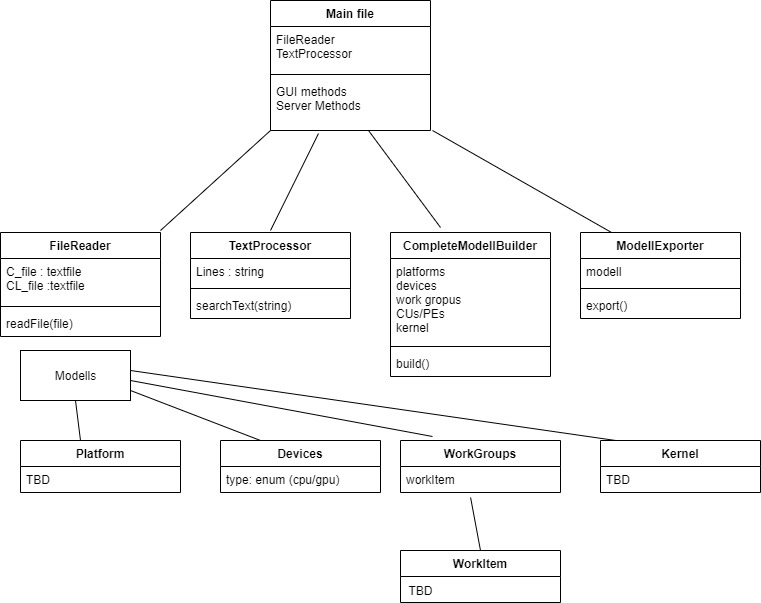 Main file
FileReader
TextProcessor
GUI methods
Server Methods
FileReader
C_file : textfile
CL_file :textfile
readFile(file)
TextProcessor
Lines : string
searchText(string)
CompleteModellBuilder
platforms
devices
work gropus
CUs/PEs
kernel
build()
ModellExporter
modell
export()
Modells
Platform
TBD
Devices
type: enum (cpu/gpu)
WorkGroups
workItem
Kernel
TBD
WorkItem
TBD